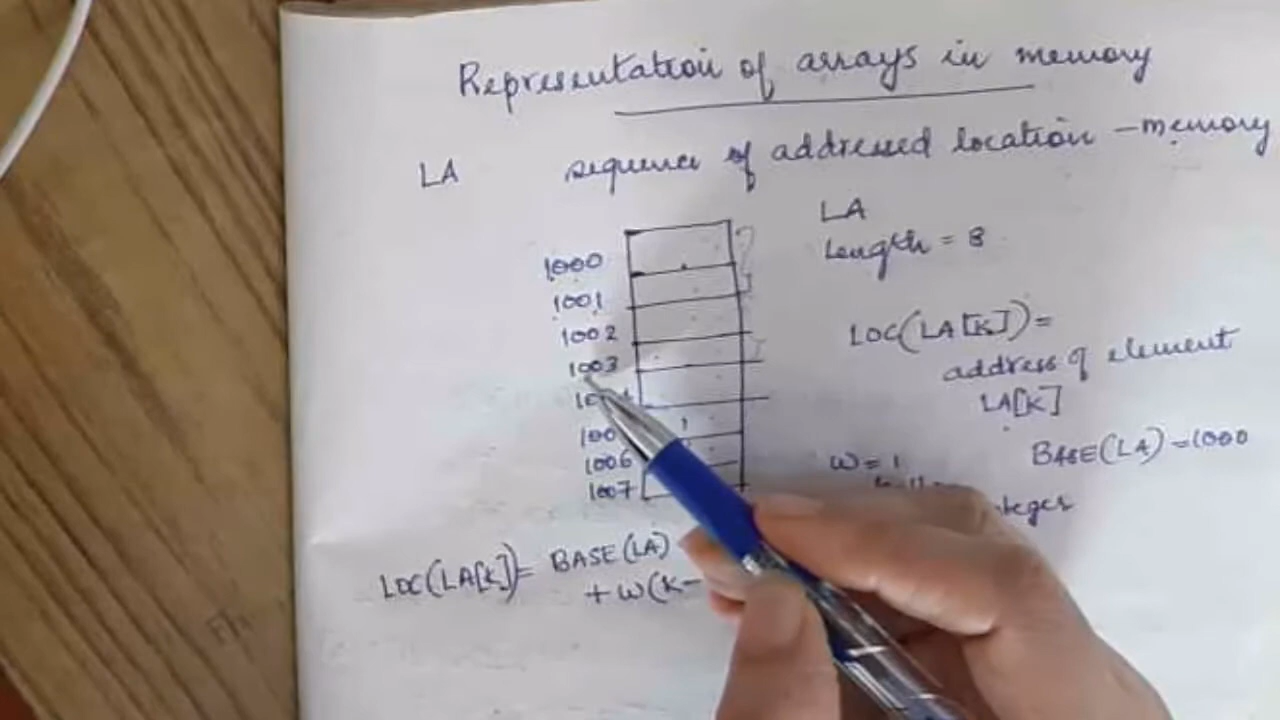 Representation of arrays in memory
LA sequence of addressed location - memory
LA
Length = 8
1000
1001
1002
1003
100
1006
1007
LOC(LA[K]) =
address of element
LA[K]
BASE(LA) = 1000
w = 1
LOC(LA[K]) = BASE(LA)
+ w(K-